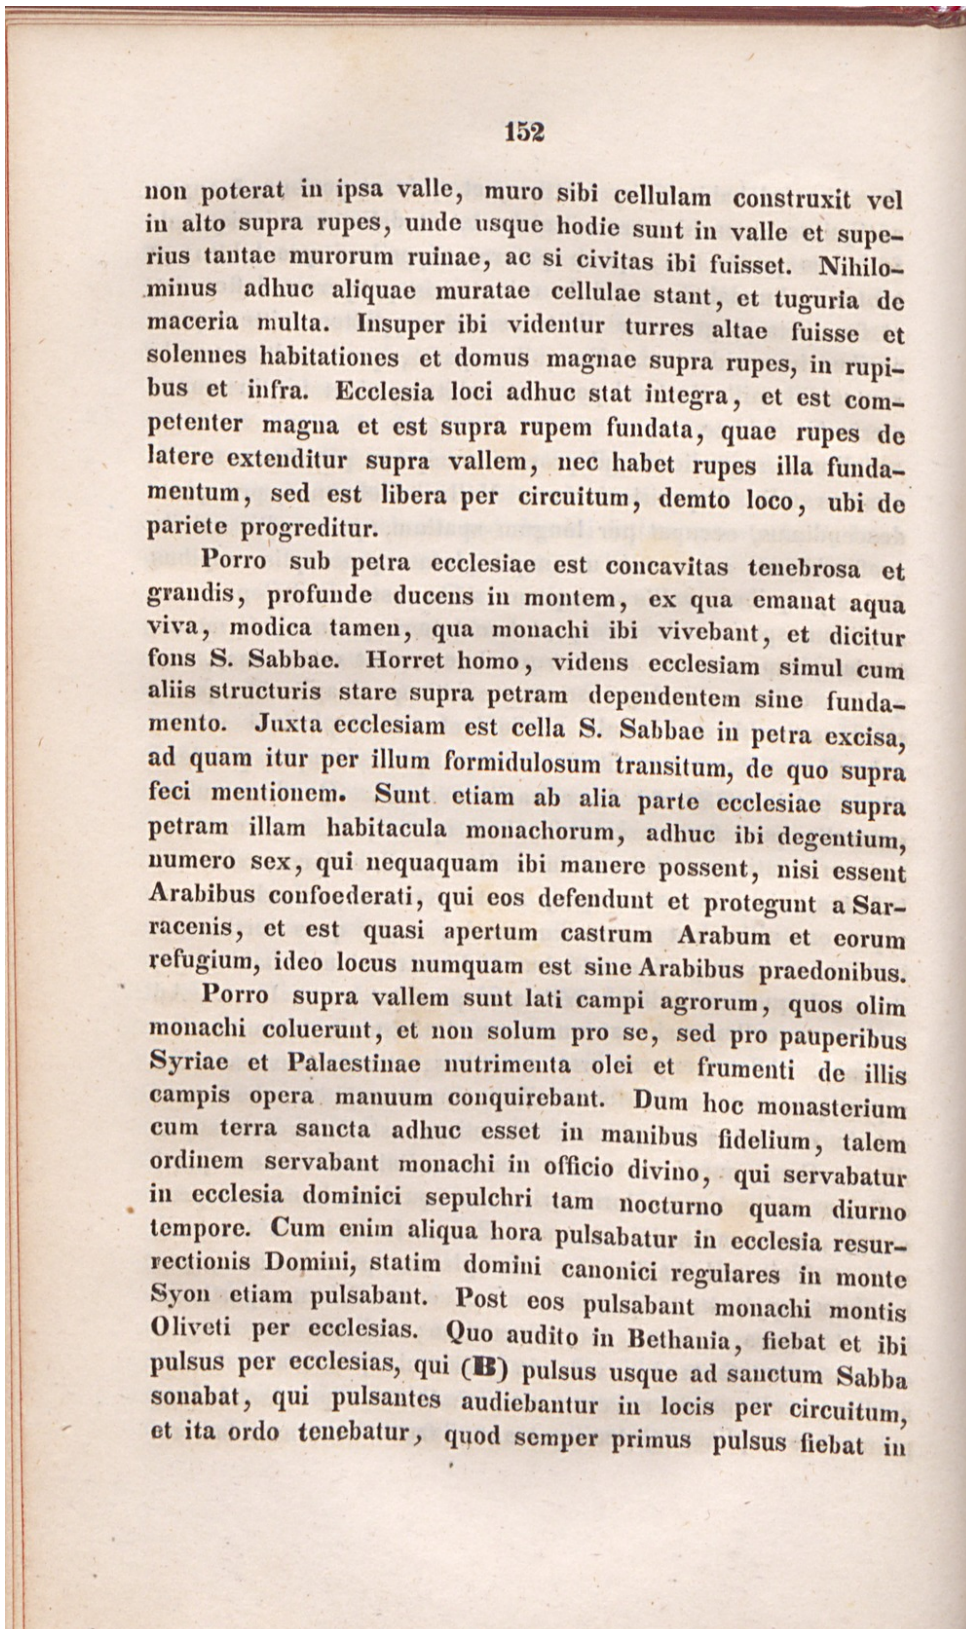 152
non poterat in ipsa valle, muro sibi cellulam construxit vel
in alto supra rupes, unde usque hodie sunt in valle et supe-
rius tantae murorum ruinae, ac si civitas ibi fuisset. Nihilo-
minus adhuc aliquae muratae cellulae stant, et tuguria de
maceria multa. Insuper ibi videntur turres altae fuisse et
solennes habitationes et domus magnae supra rupes, in rupi-
bus et infra. Ecclesia loci adhuc stat integra, et est com-
petenter magna et est supra rupem fundata, quae rupes de
latere extenditur supra vallem, nec habet rupes illa funda-
mentum, sed est libera per circuitum, demto loco, ubi de
pariete progreditur.
Porro sub petra ecclesiae est concavitas tenebrosa et
grandis, profunde ducens in montem, ex qua emanat aqua
viva, modica tamen, qua monachi ibi vivebant, et dicitur
fons S. Sabbae. Horret homo, videns ecclesiam simul cum
aliis structuris stare supra petram dependentem sine funda-
mento. Juxta ecclesiam est cella S. Sabbae in petra excisa,
ad quam itur per illum formidulosum transitum, de quo supra
feci mentionem. Sunt etiam ab alia parte ecclesiae supra
petram illam habitacula monachorum, adhuc ibi degentium,
numero sex, qui nequaquam ibi manere possent, nisi essent
Arabibus confoederati, qui eos defendunt et protegunt a Sar-
racenis, et est quasi apertum castrum Arabum et eorum
refugium, ideo locus numquam est sine Arabibus praedonibus.
Porro supra vallem sunt lati campi agrorum, quos olim
monachi coluerunt, et non solum pro se, sed pro pauperibus
Syriae et Palaestinae nutrimenta olei et frumenti de illis
campis opera manuum conquirebant. Dum hoc monasterium
cum terra sancta adhuc esset in manibus fidelium, talem
ordinem servabant monachi in officio divino, qui servabatur
in ecclesia dominici sepulchri tam nocturno quam diurno
tempore. Cum enim aliqua hora pulsabatur in ecclesia resur-
rectionis Domini, statim domini canonici regulares in monte
Syon etiam pulsabant. Post eos pulsabant monachi montis
Oliveti per ecclesias. Quo audito in Bethania, fiebat et ibi
pulsus per ecclesias, qui (B) pulsus usque ad sanctum Sabba
sonabat, qui pulsantes audiebantur in locis per circuitum,
et ita ordo tenebatur, quod semper primus pulsus fiebat in